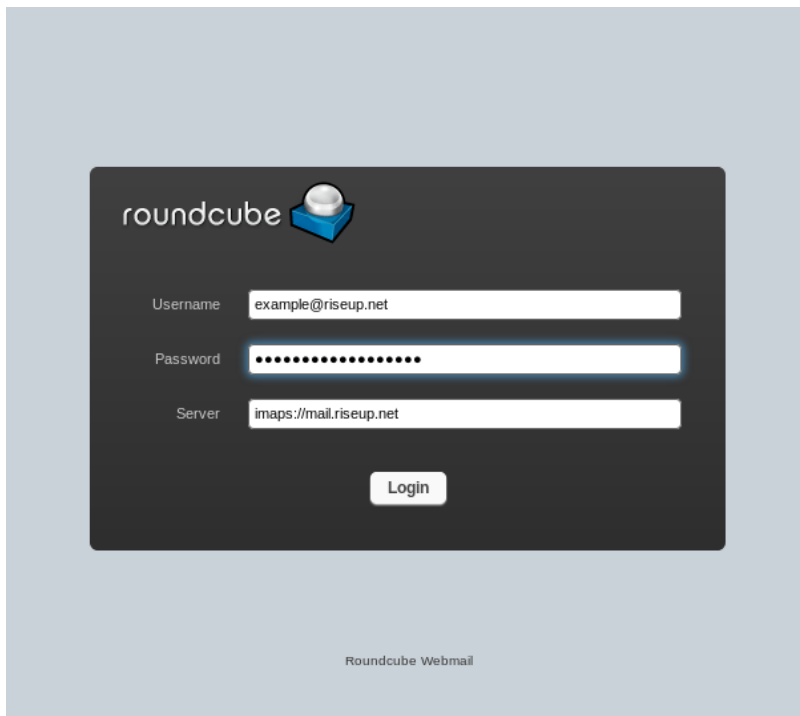 roundcube
Username example@riseup.net
Password ●●●●●●●●●●●●●●●●●●
Server imaps://mail.riseup.net
Login
Roundcube Webmail